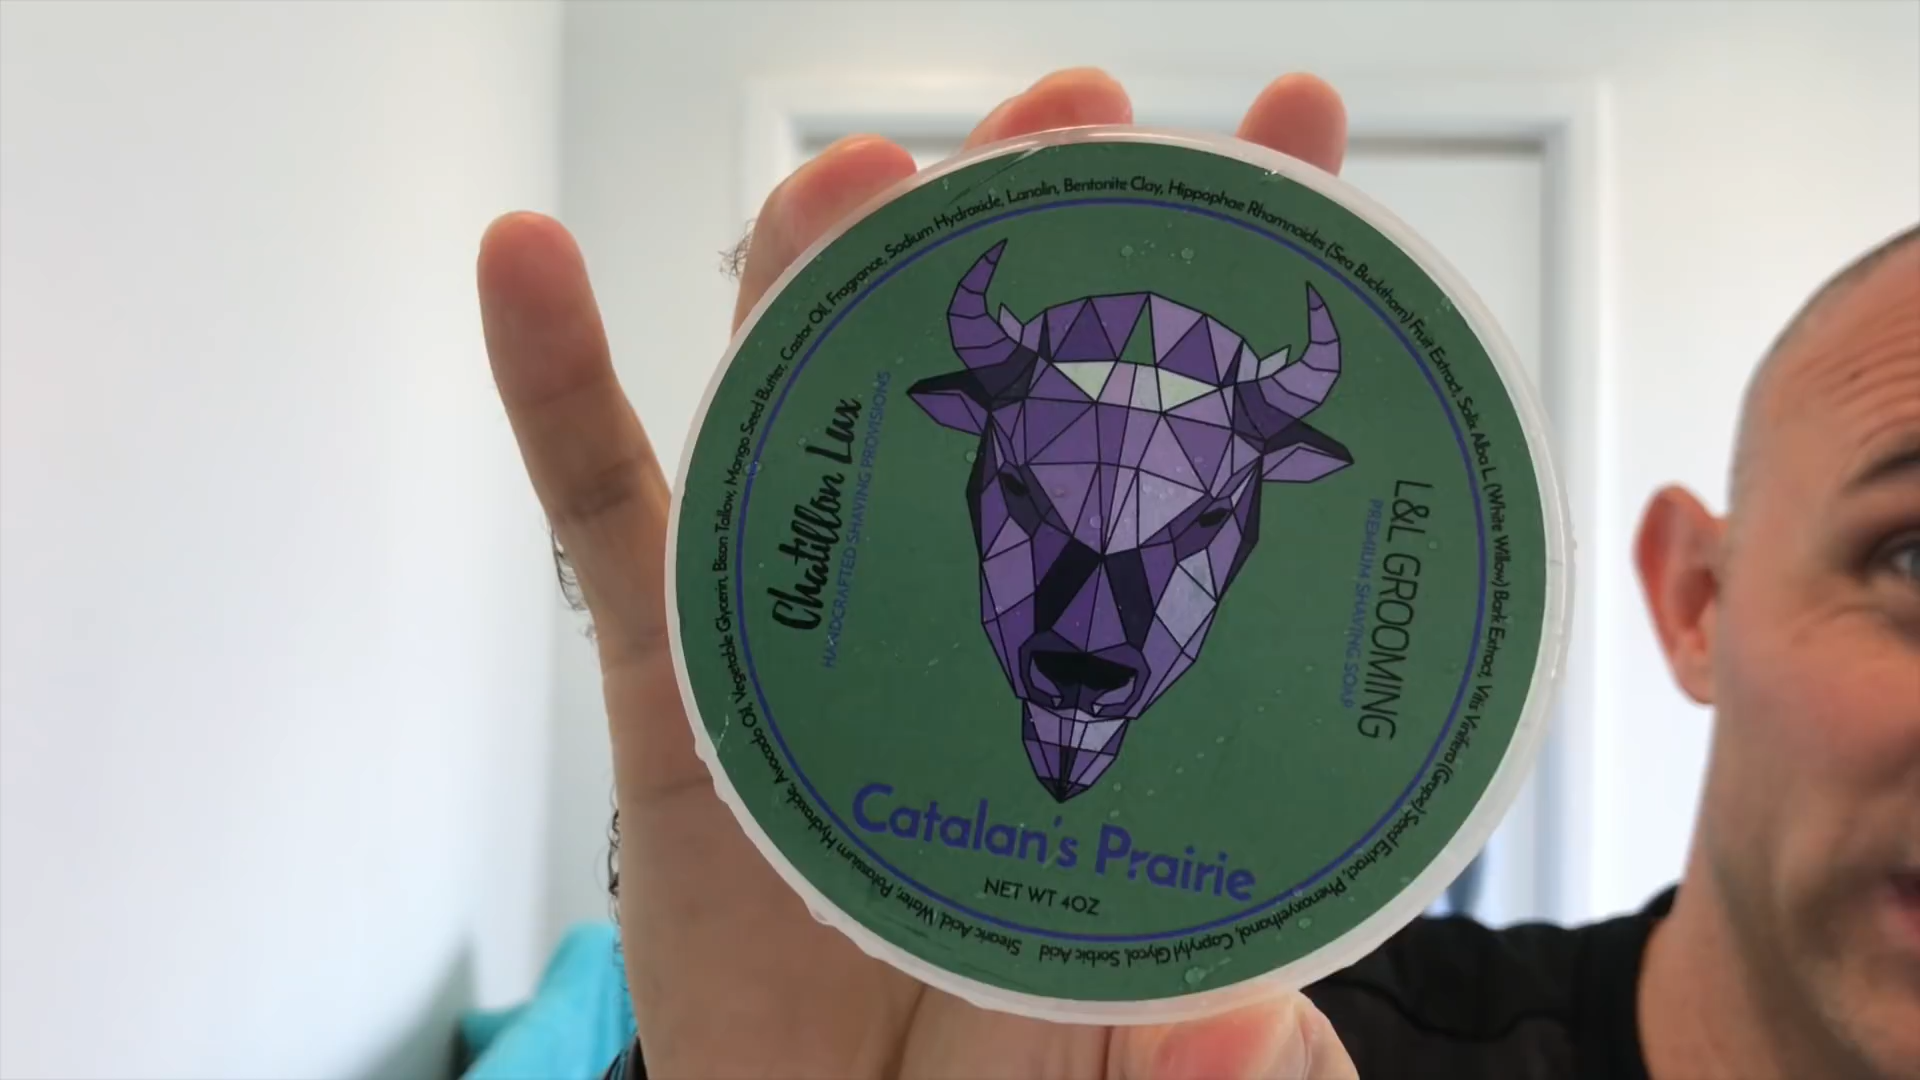 Stearic Acid, Water, Potassium Hydroxide, Avocado Oil, Vegetable Glycerin, Bison Tallow, Mango Seed Butter, Castor Oil, Fragrance, Sodium Hydroxide, Lanolin, Bentonite Clay, Hippophae Rhamnoides (Sea Buckthorn) Fruit Extract, Salix Alba L. (White Willow) Bark Extract, Vitis Vinifera (Grape) Seed Extract, Phenoxyethanol, Caprylyl Glycol, Sorbic Acid
Chatillon Lux
HANDCRAFTED SHAVING PROVISIONS
L&L GROOMING
PREMIUM SHAVING SOAP
Catalan's Prairie
NET WT 4OZ